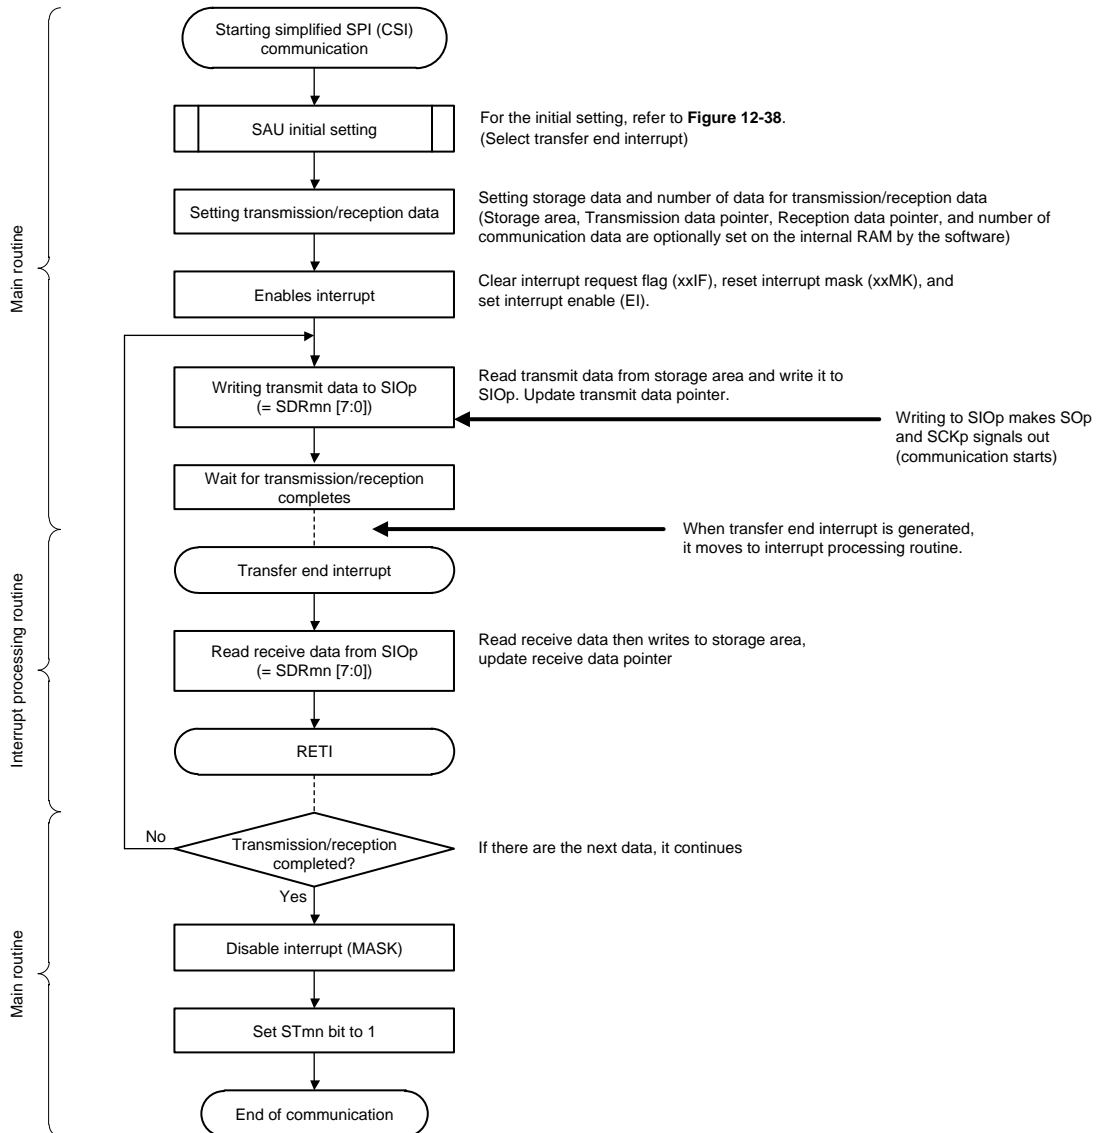 Starting simplified SPI (CSI)
communication
SAU initial setting
For the initial setting, refer to Figure 12-38.
(Select transfer end interrupt)
Setting transmission/reception data
Setting storage data and number of data for transmission/reception data
(Storage area, Transmission data pointer, Reception data pointer, and number of
communication data are optionally set on the internal RAM by the software)
Main routine
Enables interrupt
Clear interrupt request flag (xxIF), reset interrupt mask (xxMK), and
set interrupt enable (EI).
Writing transmit data to SIOp
(= SDRmn [7:0])
Read transmit data from storage area and write it to
SIOp. Update transmit data pointer.
Writing to SIOp makes SOp
and SCKp signals out
(communication starts)
Wait for transmission/reception
completes
When transfer end interrupt is generated,
it moves to interrupt processing routine.
Transfer end interrupt
Interrupt processing routine
Read receive data from SIOp
(= SDRmn [7:0])
Read receive data then writes to storage area,
update receive data pointer
RETI
No
Transmission/reception
completed?
If there are the next data, it continues
Yes
Main routine
Disable interrupt (MASK)
Set STmn bit to 1
End of communication